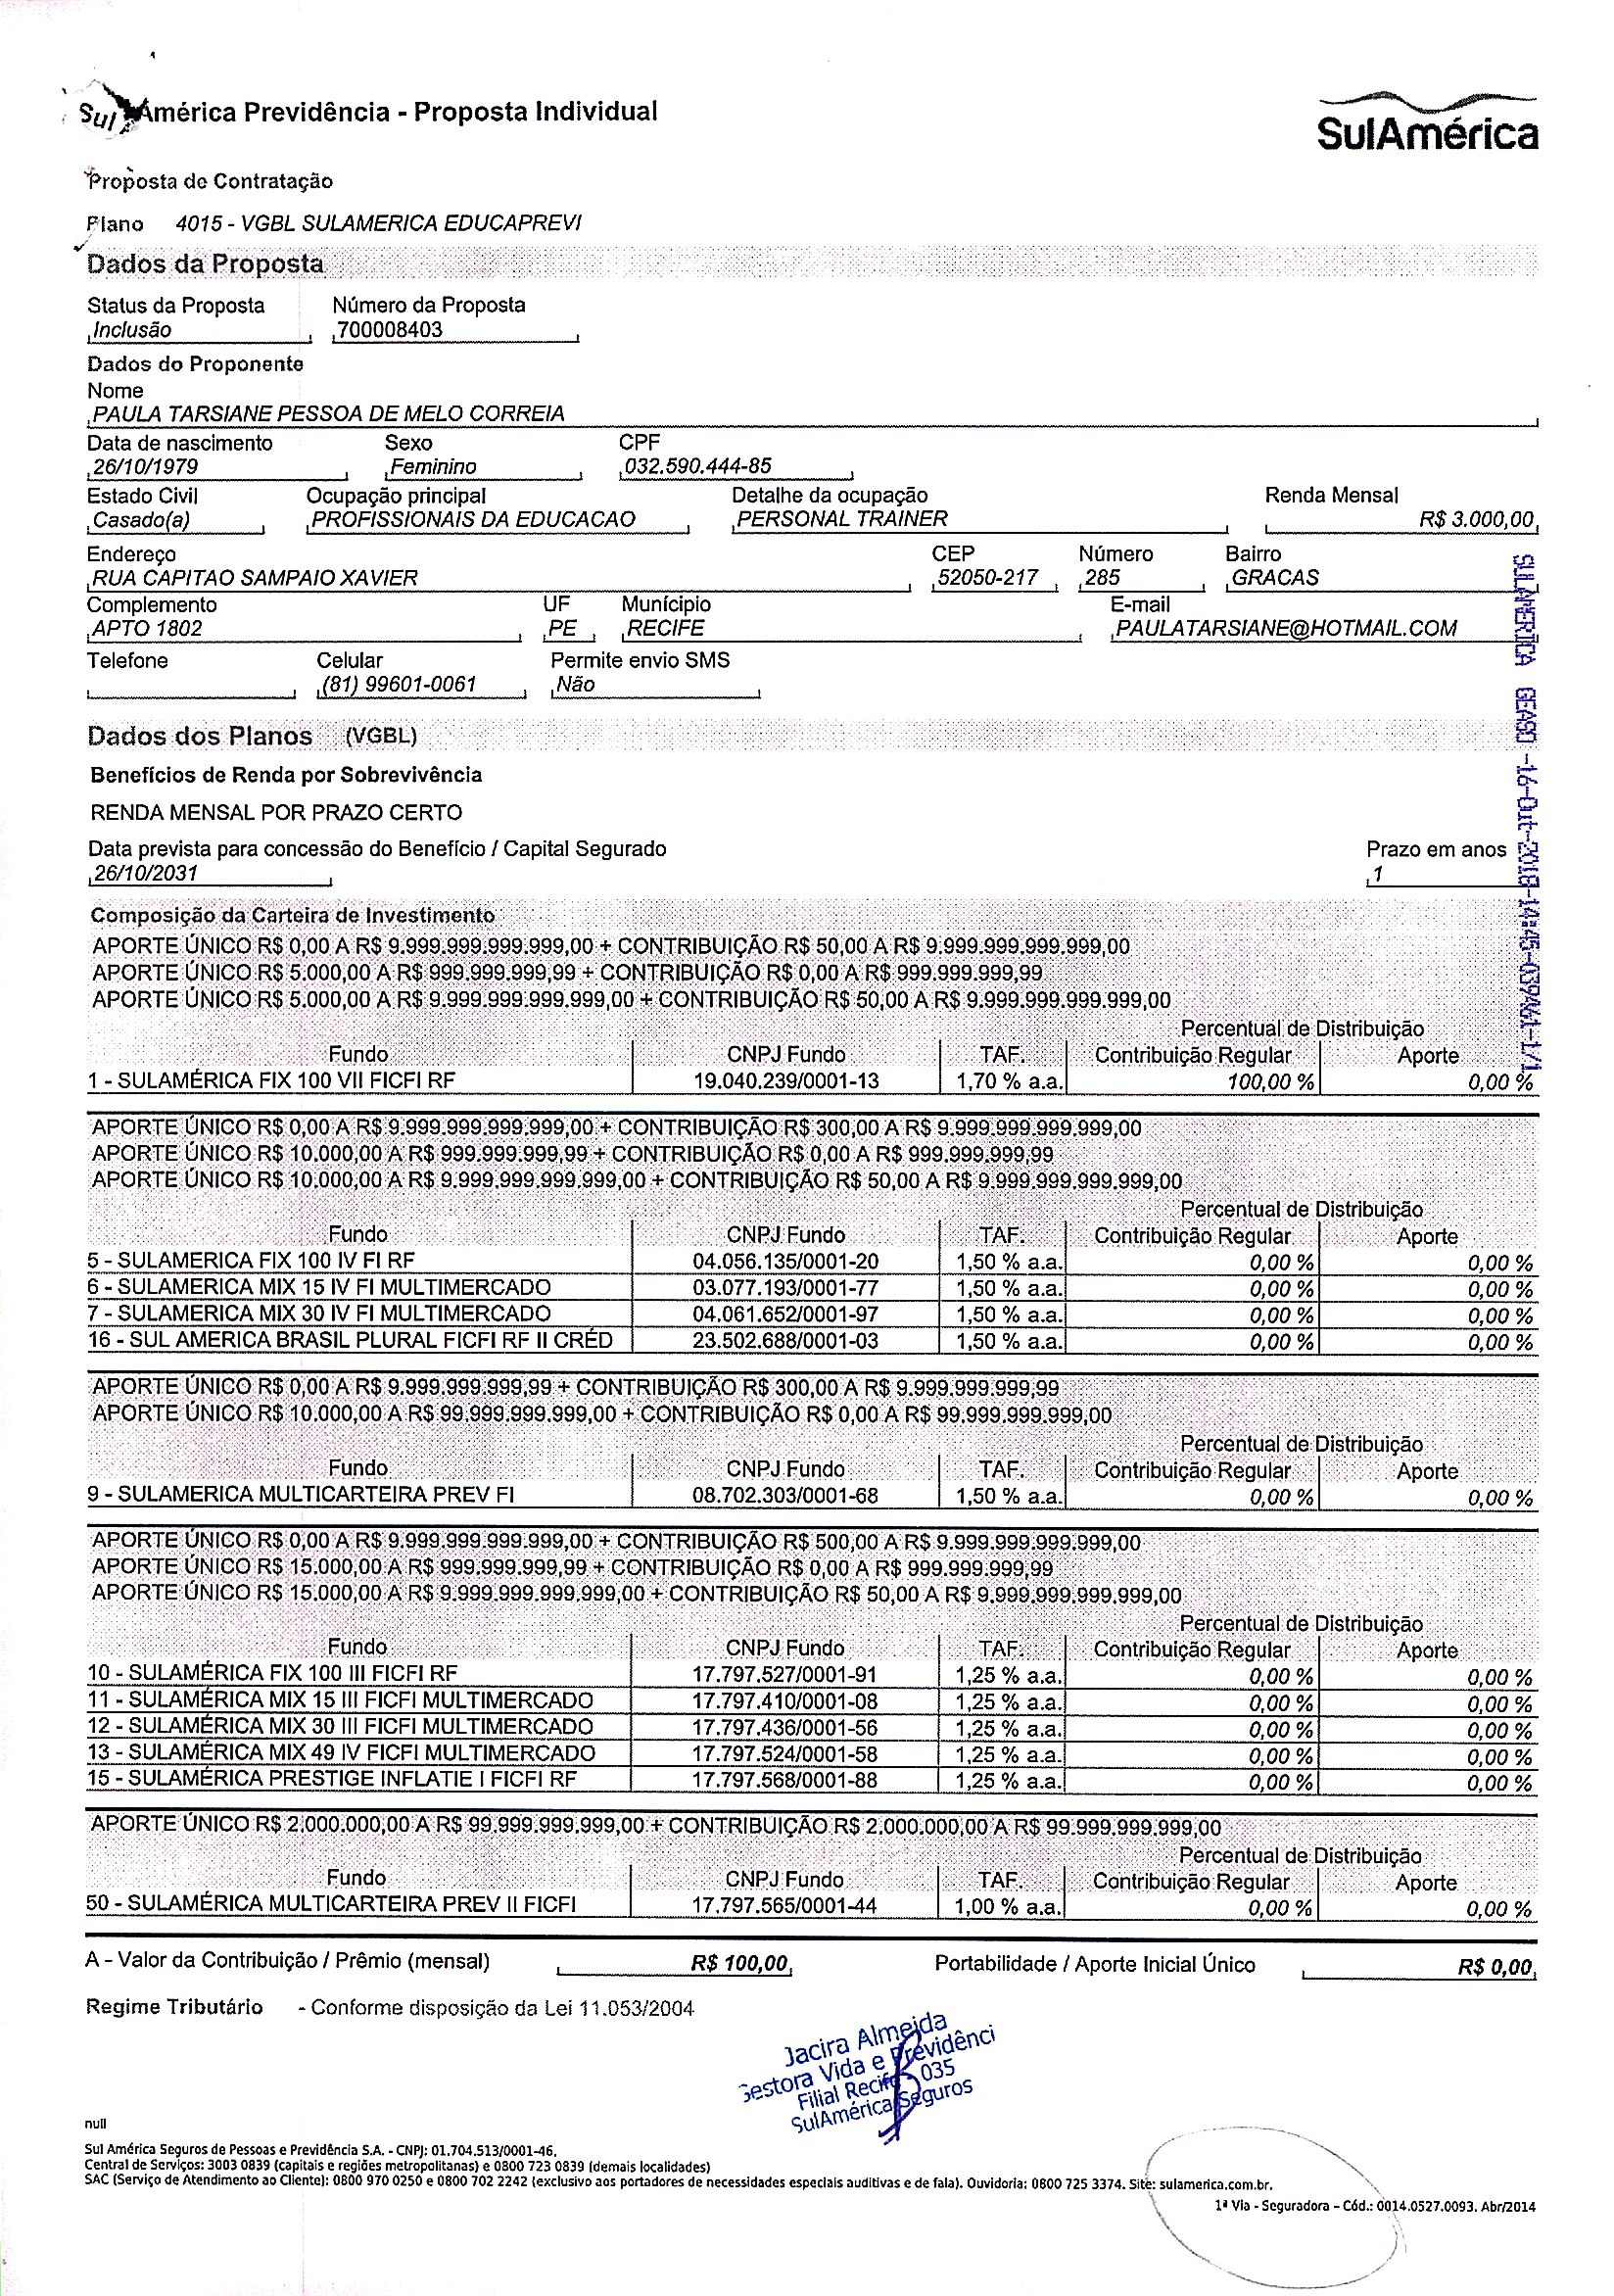 SulAmérica Previdência - Proposta Individual
SulAmérica
Proposta de Contratação
Plano 4015 - VGBL SULAMERICA EDUCAPREVI
Dados da Proposta
Status da Proposta Número da Proposta
Inclusão 700008403
Dados do Proponente
Nome
PAULA TARSIANE PESSOA DE MELO CORREIA
Data de nascimento Sexo CPF
26/10/1979 Feminino 032.590.444-85
Estado Civil Ocupação principal Detalhe da ocupação Renda Mensal
Casado(a) PROFISSIONAIS DA EDUCACAO PERSONAL TRAINER R$ 3.000,00
Endereço CEP Número Bairro
RUA CAPITAO SAMPAIO XAVIER 52050-217 285 GRACAS
Complemento UF Munícipio E-mail
APTO 1802 PE RECIFE PAULATARSIANE@HOTMAIL.COM
Telefone Celular Permite envio SMS
(81) 99601-0061 Não
Dados dos Planos (VGBL)
Benefícios de Renda por Sobrevivência
RENDA MENSAL POR PRAZO CERTO
Data prevista para concessão do Benefício / Capital Segurado Prazo em anos
26/10/2031 1
Composição da Carteira de Investimento
APORTE ÚNICO R$ 0,00 A R$ 9.999.999.999.999,00 + CONTRIBUIÇÃO R$ 50,00 A R$ 9.999.999.999.999,00
APORTE ÚNICO R$ 5.000,00 A R$ 999.999.999,99 + CONTRIBUIÇÃO R$ 0,00 A R$ 999.999.999,99
APORTE ÚNICO R$ 5.000,00 A R$ 9.999.999.999.999,00 + CONTRIBUIÇÃO R$ 50,00 A R$ 9.999.999.999.999,00
Percentual de Distribuição
Fundo CNPJ Fundo TAF. Contribuição Regular Aporte
1 - SULAMÉRICA FIX 100 VII FICFI RF 19.040.239/0001-13 1,70 % a.a. 100,00 % 0,00 %
APORTE ÚNICO R$ 0,00 A R$ 9.999.999.999.999,00 + CONTRIBUIÇÃO R$ 300,00 A R$ 9.999.999.999.999,00
APORTE ÚNICO R$ 10.000,00 A R$ 999.999.999,99 + CONTRIBUIÇÃO R$ 0,00 A R$ 999.999.999,99
APORTE ÚNICO R$ 10.000,00 A R$ 9.999.999.999.999,00 + CONTRIBUIÇÃO R$ 50,00 A R$ 9.999.999.999.999,00
Percentual de Distribuição
Fundo CNPJ Fundo TAF. Contribuição Regular Aporte
5 - SULAMERICA FIX 100 IV FI RF 04.056.135/0001-20 1,50 % a.a. 0,00 % 0,00 %
6 - SULAMERICA MIX 15 IV FI MULTIMERCADO 03.077.193/0001-77 1,50 % a.a. 0,00 % 0,00 %
7 - SULAMERICA MIX 30 IV FI MULTIMERCADO 04.061.652/0001-97 1,50 % a.a. 0,00 % 0,00 %
16 - SUL AMERICA BRASIL PLURAL FICFI RF II CRÉD 23.502.688/0001-03 1,50 % a.a. 0,00 % 0,00 %
APORTE ÚNICO R$ 0,00 A R$ 9.999.999.999,99 + CONTRIBUIÇÃO R$ 300,00 A R$ 9.999.999.999,99
APORTE ÚNICO R$ 10.000,00 A R$ 99.999.999.999,00 + CONTRIBUIÇÃO R$ 0,00 A R$ 99.999.999.999,00
Percentual de Distribuição
Fundo CNPJ Fundo TAF. Contribuição Regular Aporte
9 - SULAMERICA MULTICARTEIRA PREV FI 08.702.303/0001-68 1,50 % a.a. 0,00 % 0,00 %
APORTE ÚNICO R$ 0,00 A R$ 9.999.999.999.999,00 + CONTRIBUIÇÃO R$ 500,00 A R$ 9.999.999.999.999,00
APORTE ÚNICO R$ 15.000,00 A R$ 999.999.999,99 + CONTRIBUIÇÃO R$ 0,00 A R$ 999.999.999,99
APORTE ÚNICO R$ 15.000,00 A R$ 9.999.999.999.999,00 + CONTRIBUIÇÃO R$ 50,00 A R$ 9.999.999.999.999,00
Percentual de Distribuição
Fundo CNPJ Fundo TAF. Contribuição Regular Aporte
10 - SULAMÉRICA FIX 100 III FICFI RF 17.797.527/0001-91 1,25 % a.a. 0,00 % 0,00 %
11 - SULAMÉRICA MIX 15 III FICFI MULTIMERCADO 17.797.410/0001-08 1,25 % a.a. 0,00 % 0,00 %
12 - SULAMÉRICA MIX 30 III FICFI MULTIMERCADO 17.797.436/0001-56 1,25 % a.a. 0,00 % 0,00 %
13 - SULAMÉRICA MIX 49 IV FICFI MULTIMERCADO 17.797.524/0001-58 1,25 % a.a. 0,00 % 0,00 %
15 - SULAMÉRICA PRESTIGE INFLATIE I FICFI RF 17.797.568/0001-88 1,25 % a.a. 0,00 % 0,00 %
APORTE ÚNICO R$ 2.000.000,00 A R$ 99.999.999.999,00 + CONTRIBUIÇÃO R$ 2.000.000,00 A R$ 99.999.999.999,00
Percentual de Distribuição
Fundo CNPJ Fundo TAF. Contribuição Regular Aporte
50 - SULAMÉRICA MULTICARTEIRA PREV II FICFI 17.797.565/0001-44 1,00 % a.a. 0,00 % 0,00 %
A - Valor da Contribuição / Prêmio (mensal) R$ 100,00 Portabilidade / Aporte Inicial Único R$ 0,00
Regime Tributário - Conforme disposição da Lei 11.053/2004
Jacira Almeida
Gestora Vida e Previdênci
Filial Recife - 035
SulAmérica Seguros
null
Sul América Seguros de Pessoas e Previdência S.A. - CNPJ: 01.704.513/0001-46.
Central de Serviços: 3003 0839 (capitais e regiões metropolitanas) e 0800 723 0839 (demais localidades)
SAC (Serviço de Atendimento ao Cliente): 0800 970 0250 e 0800 702 2242 (exclusivo aos portadores de necessidades especiais auditivas e de fala). Ouvidoria: 0800 725 3374. Site: sulamerica.com.br.
1ª Via - Seguradora – Cód.: 0014.0527.0093. Abr/2014